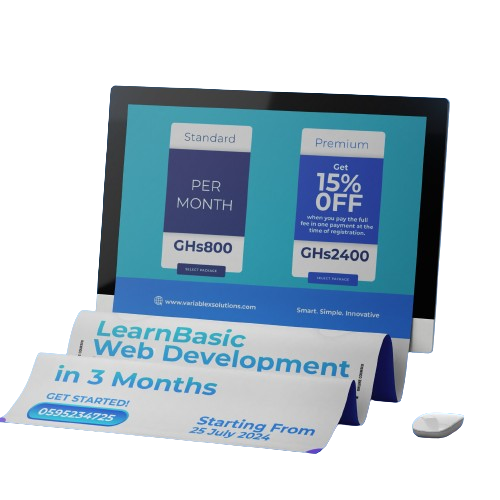 Standard
PER
MONTH
GHs800
SELECT PACKAGE
Premium
Get
15%
OFF
when you pay the full
fee in one payment at the
time of registration.
GHs2400
SELECT PACKAGE
www.variablexsolutions.com
Smart. Simple. Innovative
LearnBasic
Web Development
in 3 Months
GET STARTED!
0595234725
Starting From
25 July 2024